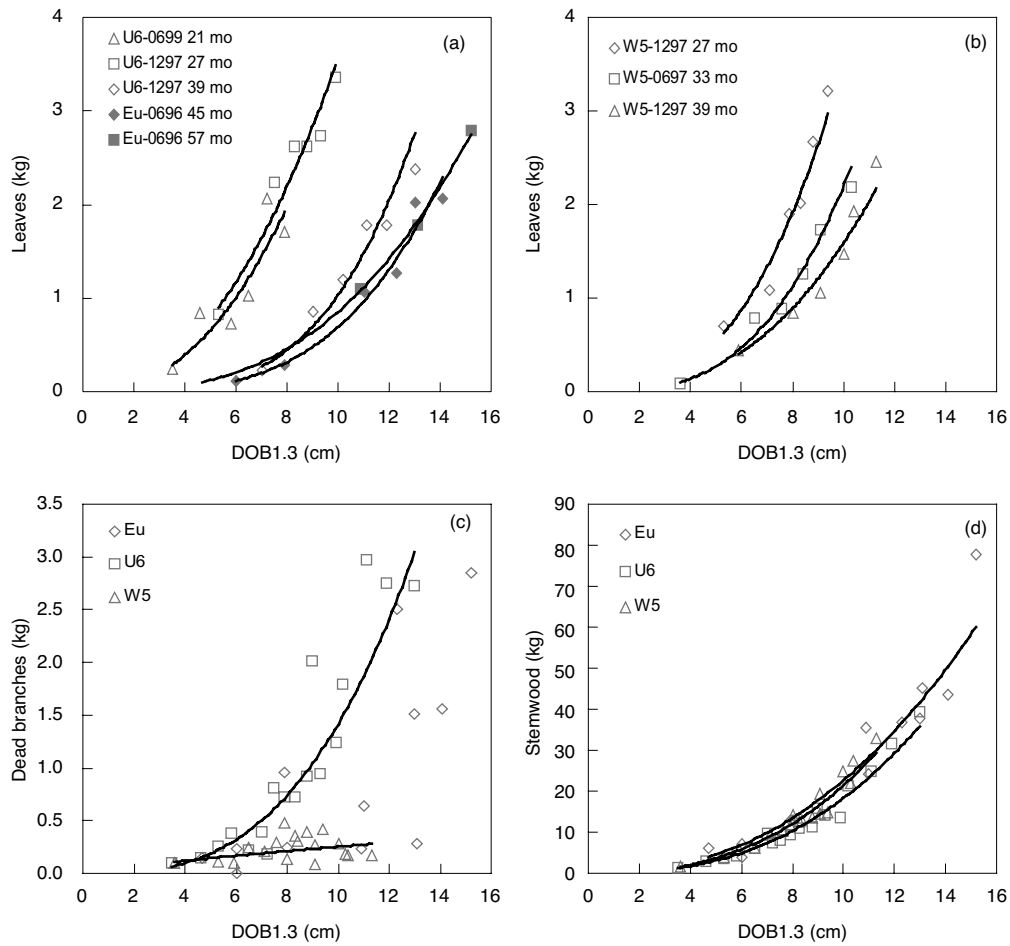 (a)
U6-0699 21 mo
U6-1297 27 mo
U6-1297 39 mo
Eu-0696 45 mo
Eu-0696 57 mo
Leaves (kg)
4
3
2
1
0
0 2 4 6 8 10 12 14 16
DOB1.3 (cm)
(b)
W5-1297 27 mo
W5-0697 33 mo
W5-1297 39 mo
Leaves (kg)
4
3
2
1
0
0 2 4 6 8 10 12 14 16
DOB1.3 (cm)
(c)
Eu
U6
W5
Dead branches (kg)
3.5
3.0
2.5
2.0
1.5
1.0
0.5
0.0
0 2 4 6 8 10 12 14 16
DOB1.3 (cm)
(d)
Eu
U6
W5
Stemwood (kg)
90
80
70
60
50
40
30
20
10
0
0 2 4 6 8 10 12 14 16
DOB1.3 (cm)